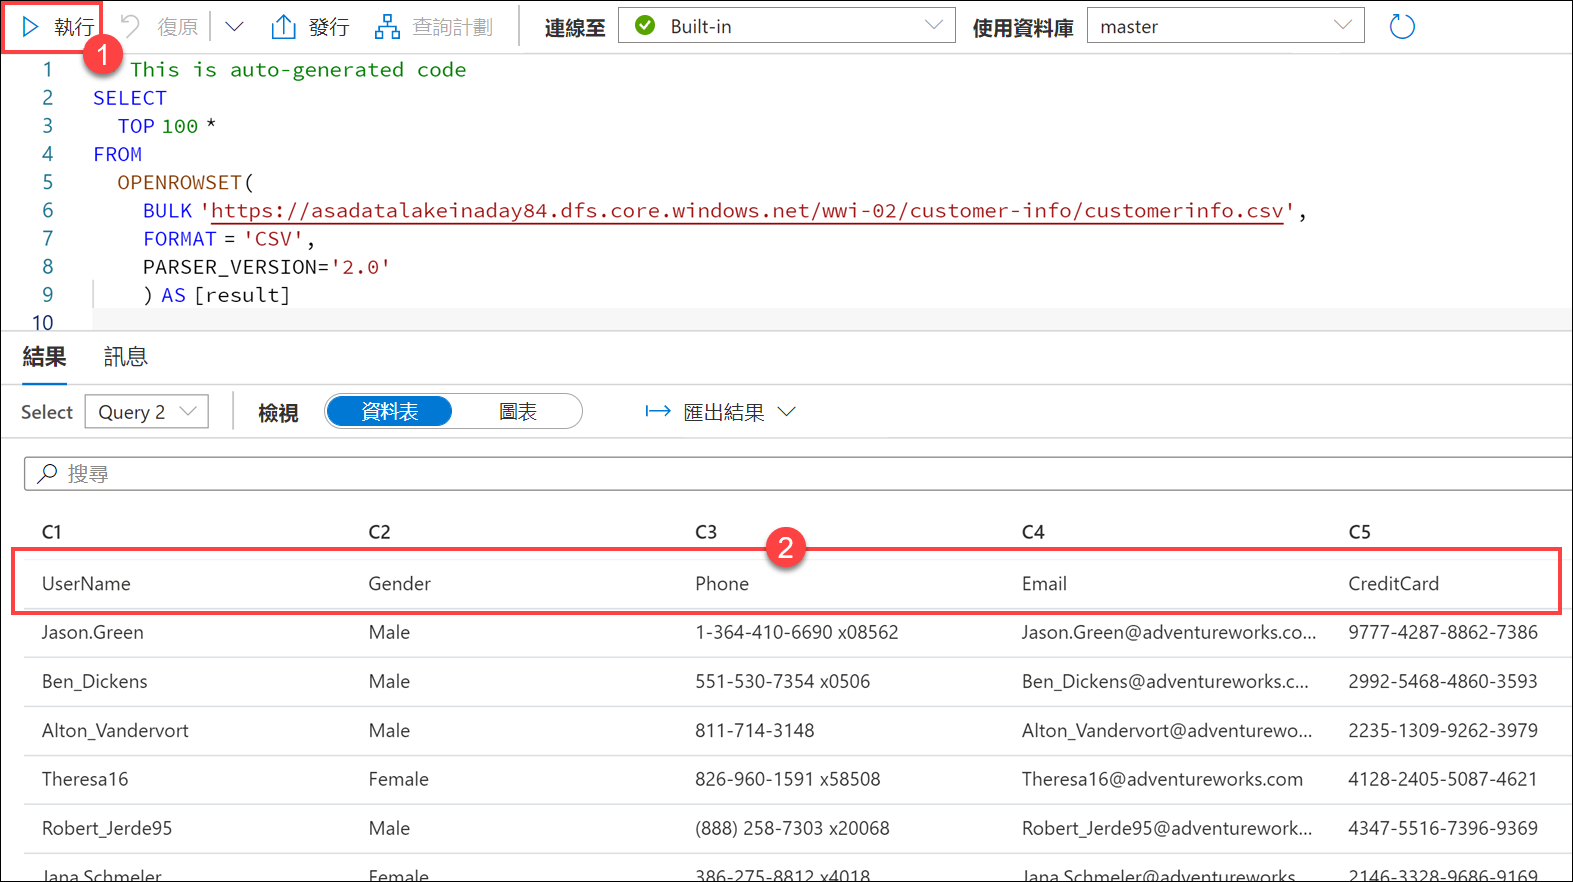 執行 復原 發行 查詢計劃 連線至 Built-in 使用資料庫 master
1
1 This is auto-generated code
2 SELECT
3 TOP 100 *
4 FROM
5 OPENROWSET(
6 BULK 'https://asadatalakeinaday84.dfs.core.windows.net/wwi-02/customer-info/customerinfo.csv',
7 FORMAT = 'CSV',
8 PARSER_VERSION='2.0'
9 ) AS [result]
10
結果 訊息
Select Query 2 檢視 資料表 圖表 匯出結果
搜尋
C1 C2 C3 C4 C5
2
UserName Gender Phone Email CreditCard
Jason.Green Male 1-364-410-6690 x08562 Jason.Green@adventureworks.co... 9777-4287-8862-7386
Ben_Dickens Male 551-530-7354 x0506 Ben_Dickens@adventureworks.c... 2992-5468-4860-3593
Alton_Vandervort Male 811-714-3148 Alton_Vandervort@adventurewo... 2235-1309-9262-3979
Theresa16 Female 826-960-1591 x58508 Theresa16@adventureworks.com 4128-2405-5087-4621
Robert_Jerde95 Male (888) 258-7303 x20068 Robert_Jerde95@adventurework... 4347-5516-7396-9369
Jana.Schmeler Female 386-275-8812 x4018 Jana.Schmeler@adventureworks. 2146-3328-9686-9169